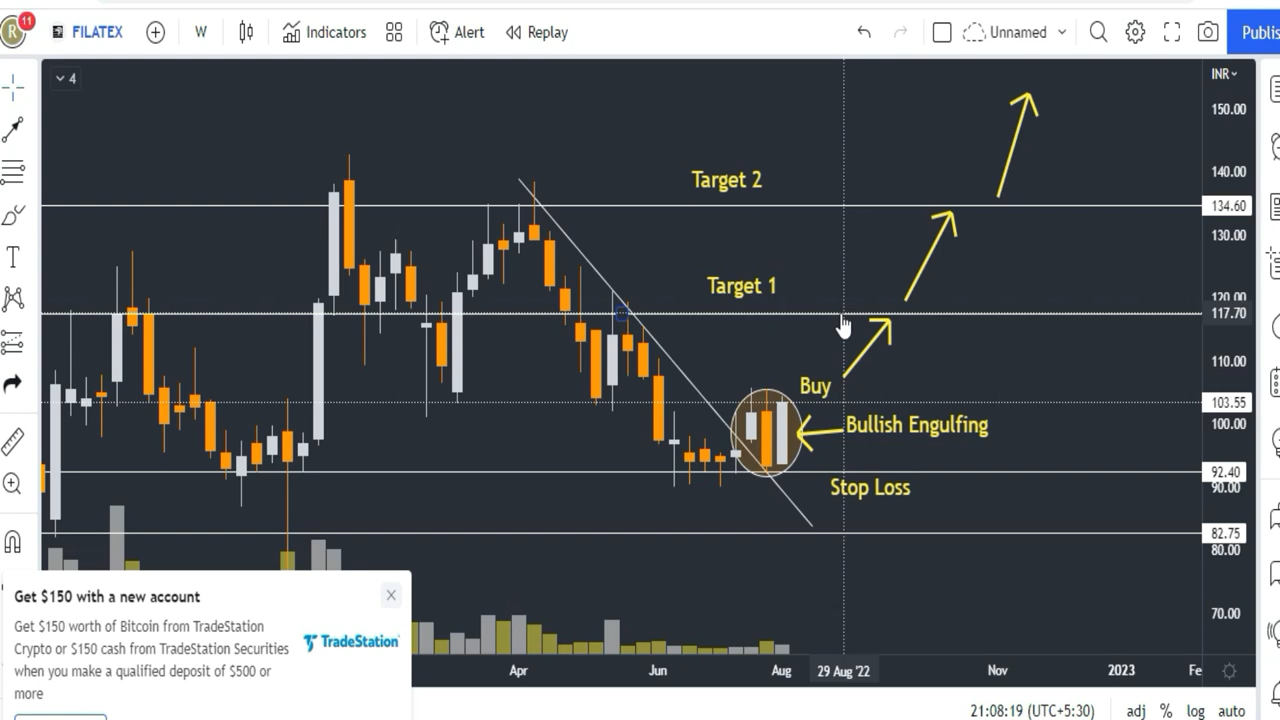 R
11
FILATEX
W
Indicators
Alert
Replay
Unnamed
Publis
4
INR
150.00
140.00
Target 2
134.60
130.00
Target 1
120.00
117.70
110.00
Buy
103.55
Bullish Engulfing
100.00
92.40
Stop Loss
90.00
82.75
80.00
70.00
Get $150 with a new account
Get $150 worth of Bitcoin from TradeStation
Crypto or $150 cash from TradeStation Securities
when you make a qualified deposit of $500 or
more
TradeStation
Apr
Jun
Aug
29 Aug '22
Nov
2023
Fe
21:08:19 (UTC+5:30)
adj
%
log
auto